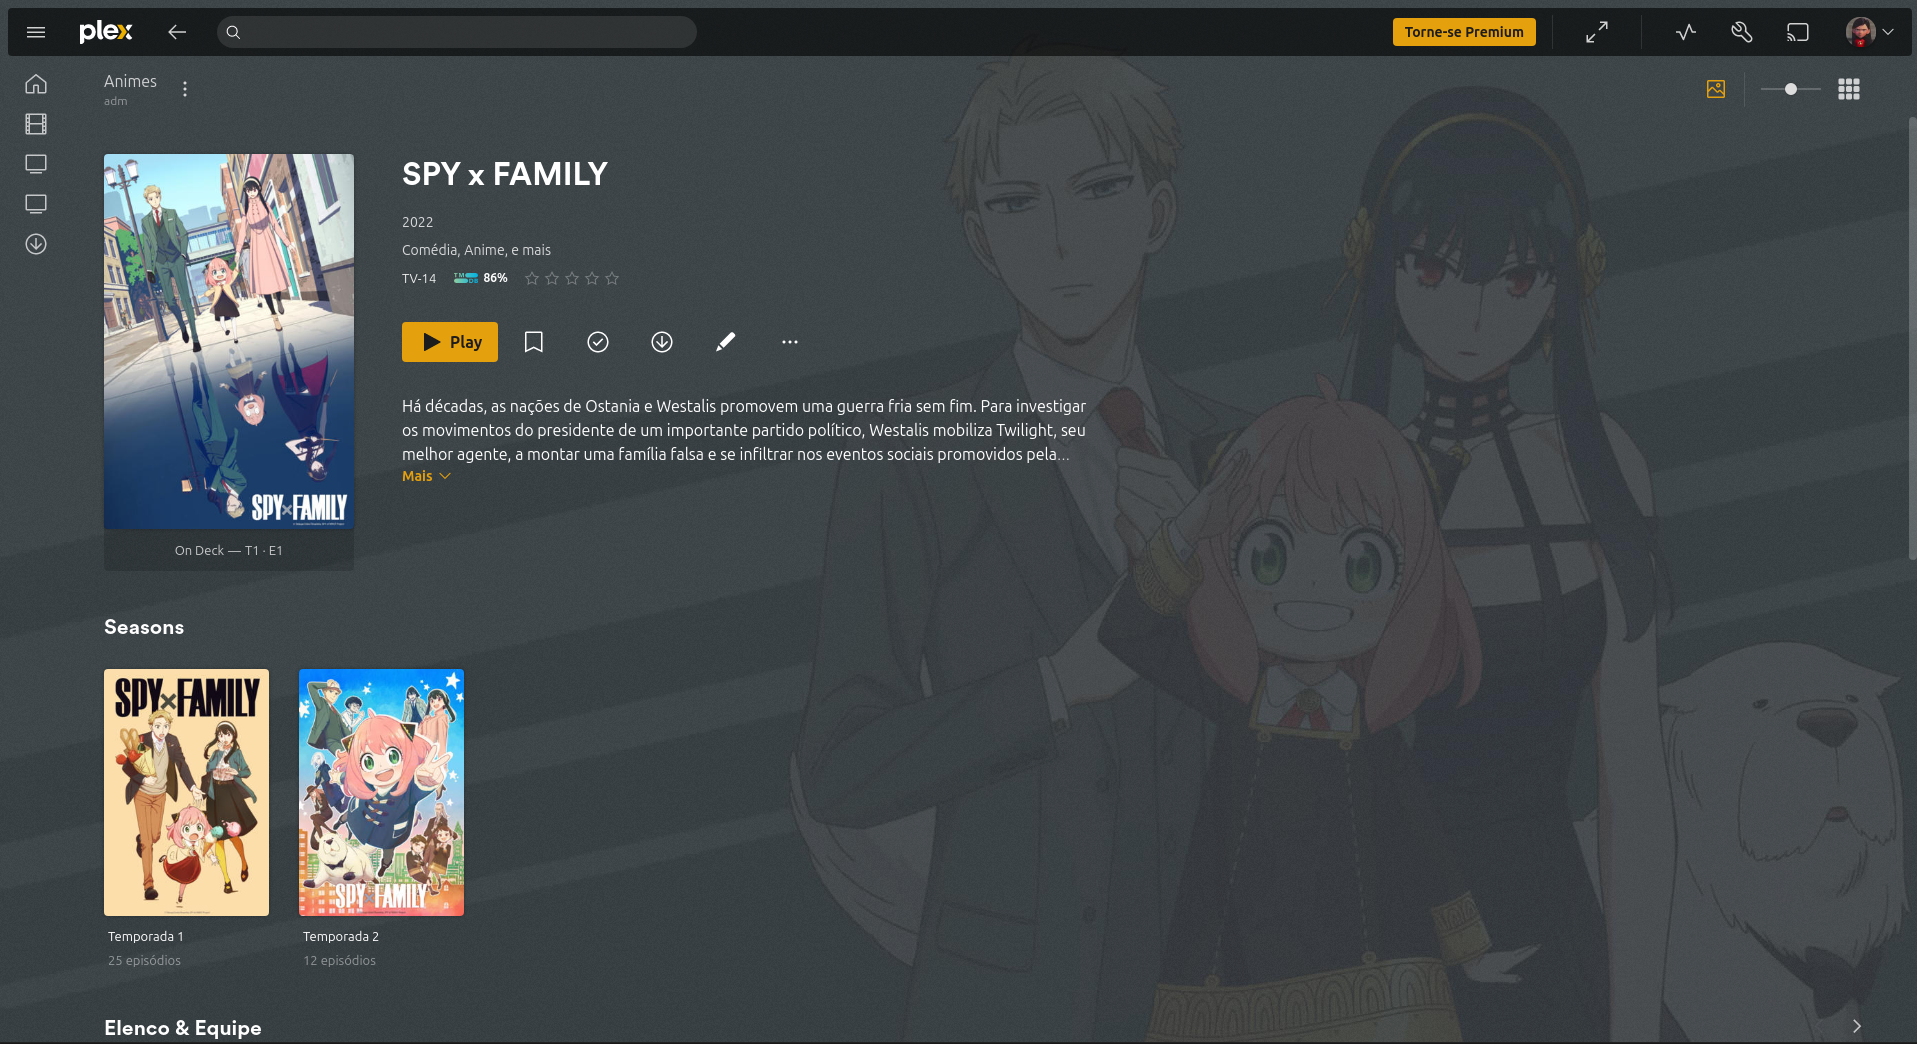 plex
Torne-se Premium
Animes
adm
SPY x FAMILY
2022
Comédia, Anime, e mais
TV-14 TMDB 86%
Play
Há décadas, as nações de Ostania e Westalis promovem uma guerra fria sem fim. Para investigar
os movimentos do presidente de um importante partido político, Westalis mobiliza Twilight, seu
melhor agente, a montar uma família falsa e se infiltrar nos eventos sociais promovidos pela...
Mais
SPY×FAMILY
On Deck — T1 · E1
Seasons
SPY×FAMILY
SPY×FAMILY
Temporada 1
25 episódios
Temporada 2
12 episódios
Elenco & Equipe